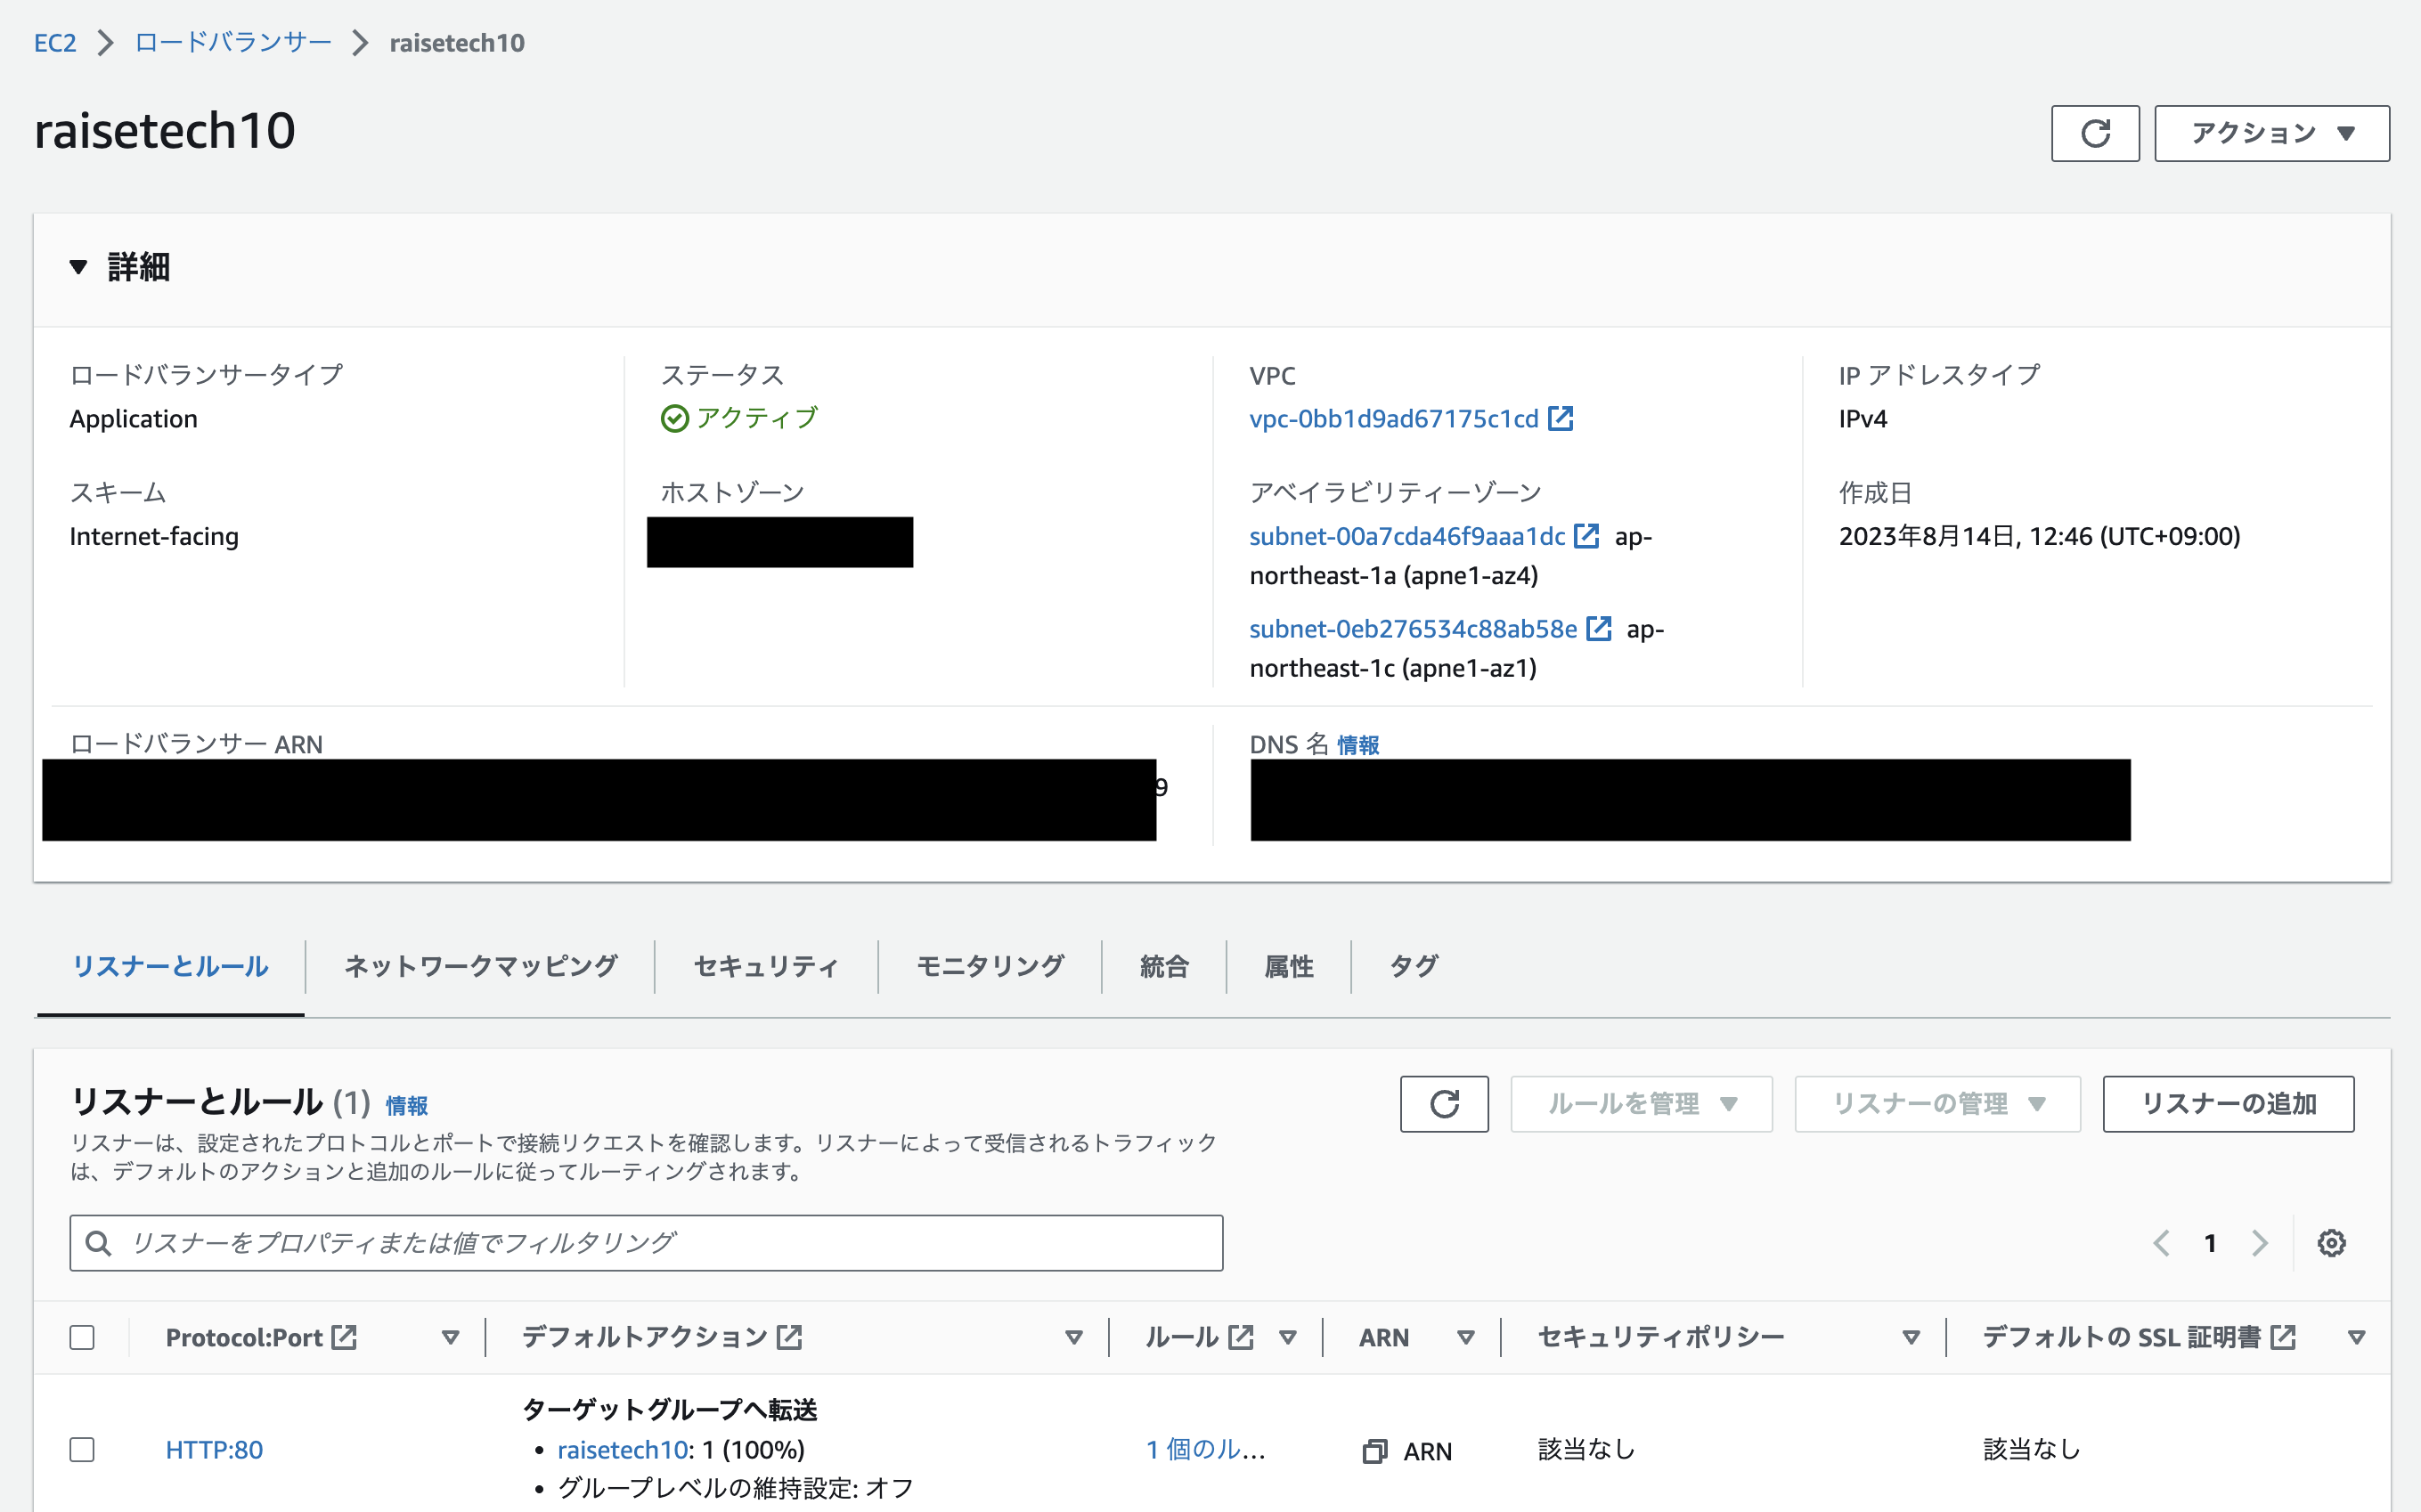 EC2 > ロードバランサー > raisetech10
raisetech10
アクション
詳細
ロードバランサータイプ
Application
ステータス
アクティブ
VPC
vpc-0bb1d9ad67175c1cd
IP アドレスタイプ
IPv4
スキーム
Internet-facing
ホストゾーン
アベイラビリティーゾーン
subnet-00a7cda46f9aaa1dc ap-
northeast-1a (apne1-az4)
subnet-0eb276534c88ab58e ap-
northeast-1c (apne1-az1)
作成日
2023年8月14日, 12:46 (UTC+09:00)
ロードバランサー ARN
9
DNS 名 情報
リスナーとルール
ネットワークマッピング
セキュリティ
モニタリング
統合
属性
タグ
リスナーとルール (1) 情報
リスナーは、設定されたプロトコルとポートで接続リクエストを確認します。リスナーによって受信されるトラフィック
は、デフォルトのアクションと追加のルールに従ってルーティングされます。
ルールを管理
リスナーの管理
リスナーの追加
リスナーをプロパティまたは値でフィルタリング
1
Protocol:Port
デフォルトアクション
ルール
ARN
セキュリティポリシー
デフォルトの SSL 証明書
HTTP:80
ターゲットグループへ転送
• raisetech10: 1 (100%)
• グループレベルの維持設定: オフ
1 個のル...
ARN
該当なし
該当なし